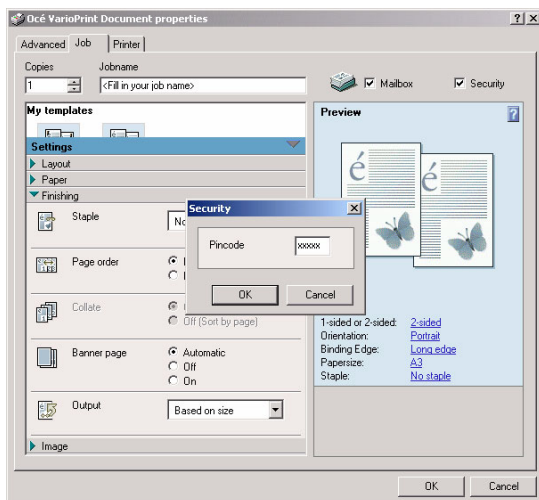 Océ VarioPrint Document properties
Advanced Job Printer
Copies Jobname
1 <Fill in your job name> Mailbox Security
My templates Preview
Settings
Layout
Paper
Finishing
Staple
Security
Pincode xxxxx
Page order
OK Cancel
Collate
Off (Sort by page)
Banner page Automatic
Off
On
Output Based on size
Image
é é
1-sided or 2-sided: 2-sided
Orientation: Portrait
Binding Edge: Long edge
Papersize: A3
Staple: No staple
OK Cancel